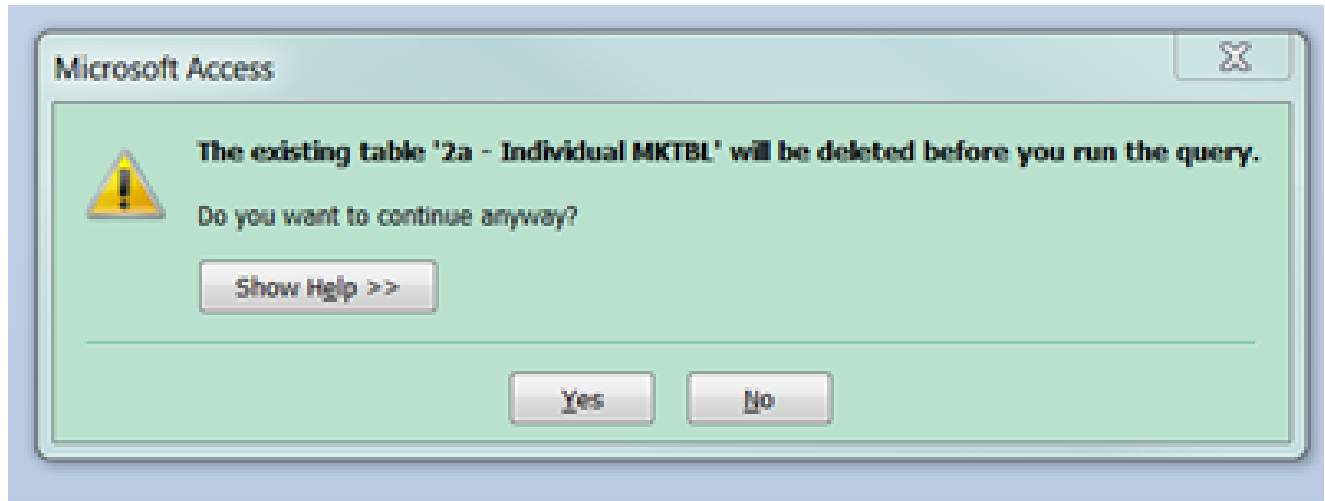 Microsoft Access
The existing table '2a - Individual MKTBL' will be deleted before you run the query.
Do you want to continue anyway?
Show Help >>
Yes
No